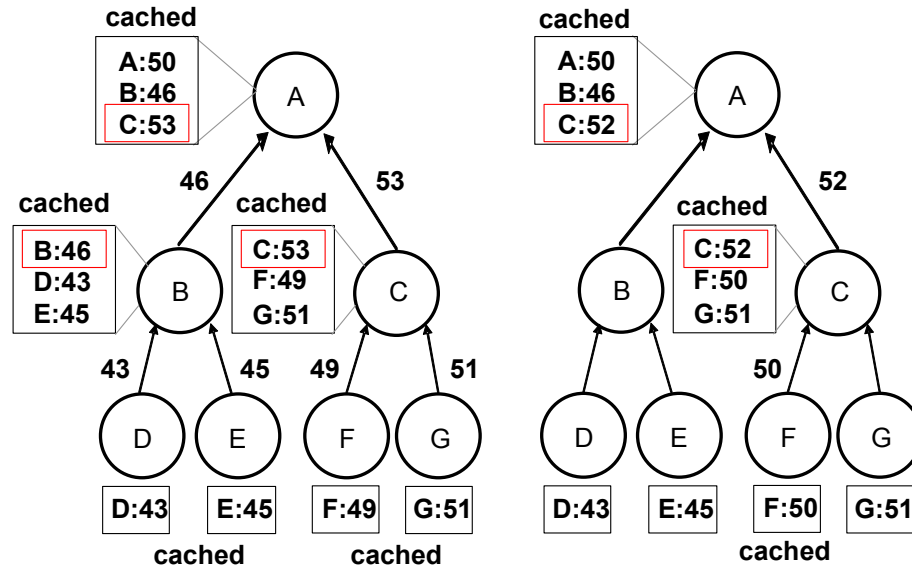 cached
A:50
B:46
C:53
A
46
53
cached
B:46
D:43
E:45
B
cached
C:53
F:49
G:51
C
43
45
49
51
D
E
F
G
D:43
E:45
F:49
G:51
cached
cached
cached
A:50
B:46
C:52
A
52
B
cached
C:52
F:50
G:51
C
50
D
E
F
G
D:43
E:45
F:50
G:51
cached